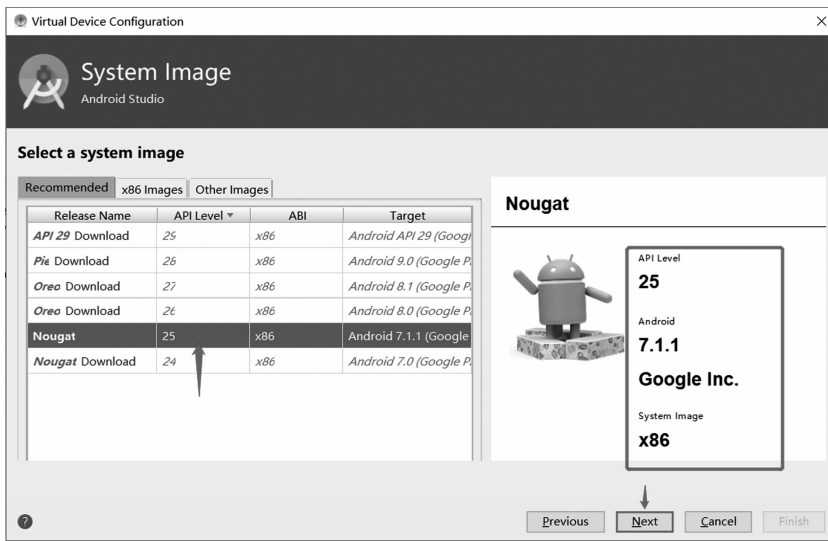 Virtual Device Configuration
System Image
Android Studio
Select a system image
Recommended x86 Images Other Images
Release Name API Level ABI Target
API 29 Download 29 x86 Android API 29 (Googl
Pie Download 28 x86 Android 9.0 (Google P
Oreo Download 27 x86 Android 8.1 (Google P
Oreo Download 26 x86 Android 8.0 (Google P
Nougat 25 x86 Android 7.1.1 (Google
Nougat Download 24 x86 Android 7.0 (Google P
Nougat
API Level
25
Android
7.1.1
Google Inc.
System Image
x86
?
Previous Next Cancel Finish